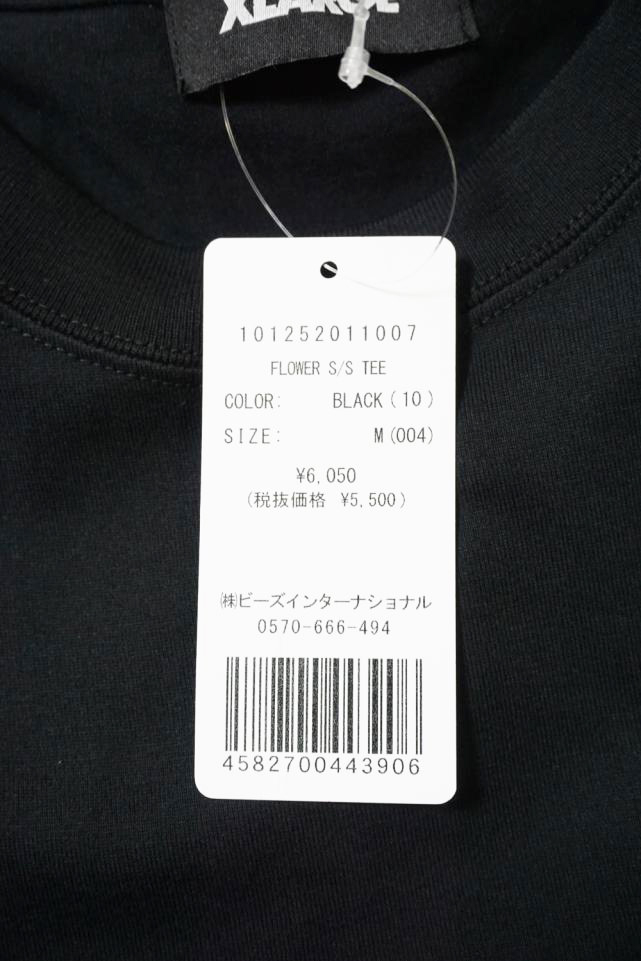 XLARGE
101252011007
FLOWER S/S TEE
COLOR: BLACK(10)
SIZE: M(004)
¥6,050
(税抜価格 ¥5,500)
㈱ビーズインターナショナル
0570-666-494
4582700443906